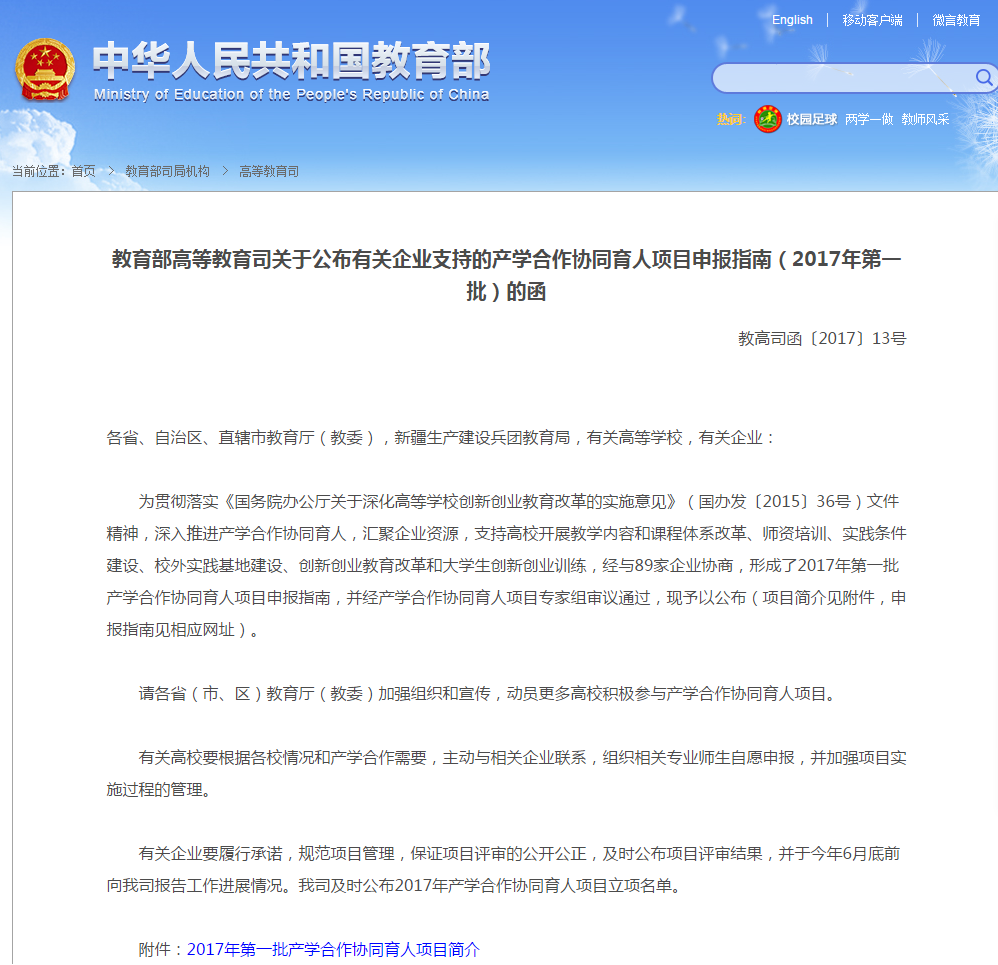 English
移动客户端
微言教育
中华人民共和国教育部
Ministry of Education of the People's Republic of China
热词:
校园足球 两学一做 教师风采
当前位置：首页 > 教育部司局机构 > 高等教育司
教育部高等教育司关于公布有关企业支持的产学合作协同育人项目申报指南（2017年第一
批）的函
教高司函〔2017〕13号
各省、自治区、直辖市教育厅（教委），新疆生产建设兵团教育局，有关高等学校，有关企业：
为贯彻落实《国务院办公厅关于深化高等学校创新创业教育改革的实施意见》（国办发〔2015〕36号）文件
精神，深入推进产学合作协同育人，汇聚企业资源，支持高校开展教学内容和课程体系改革、师资培训、实践条件
建设、校外实践基地建设、创新创业教育改革和大学生创新创业训练，经与89家企业协商，形成了2017年第一批
产学合作协同育人项目申报指南，并经产学合作协同育人项目专家组审议通过，现予以公布（项目简介见附件，申
报指南见相应网址）。
请各省（市、区）教育厅（教委）加强组织和宣传，动员更多高校积极参与产学合作协同育人项目。
有关高校要根据各校情况和产学合作需要，主动与相关企业联系，组织相关专业师生自愿申报，并加强项目实
施过程的管理。
有关企业要履行承诺，规范项目管理，保证项目评审的公开公正，及时公布项目评审结果，并于今年6月底前
向我司报告工作进展情况。我司及时公布2017年产学合作协同育人项目立项名单。
附件：2017年第一批产学合作协同育人项目简介